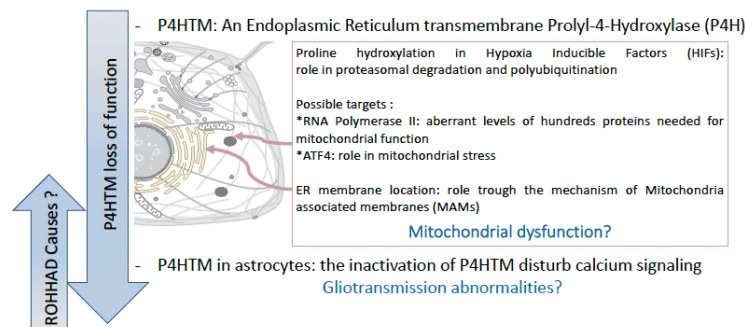 - P4HTM: An Endoplasmic Reticulum transmembrane Prolyl-4-Hydroxylase (P4H)
Proline hydroxylation in Hypoxia Inducible Factors (HIFs):
role in proteasomal degradation and polyubiquitination
Possible targets :
*RNA Polymerase II: aberrant levels of hundreds proteins needed for
mitochondrial function
*ATF4: role in mitochondrial stress
ER membrane location: role trough the mechanism of Mitochondria
associated membranes (MAMs)
Mitochondrial dysfunction?
- P4HTM in astrocytes: the inactivation of P4HTM disturb calcium signaling
Gliotransmission abnormalities?
P4HTM loss of function
ROHHAD Causes ?